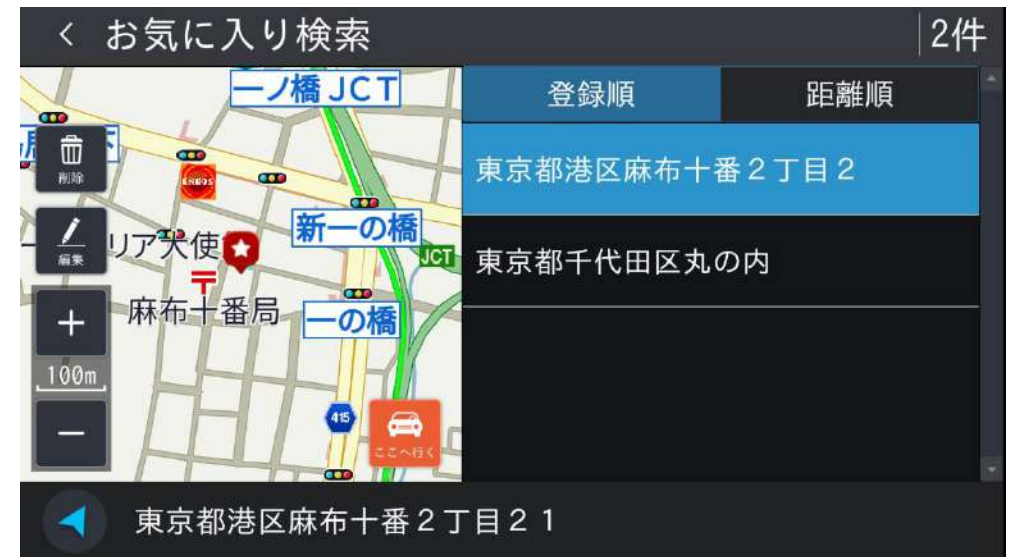 お気に入り検索
2件
登録順
距離順
東京都港区麻布十番２丁目２
東京都千代田区丸の内
一ノ橋ＪＣＴ
削除
ENEOS
編集
新一の橋
リア大使
JCT
麻布十番局
一の橋
100m
415
ここへ行く
東京都港区麻布十番２丁目２１